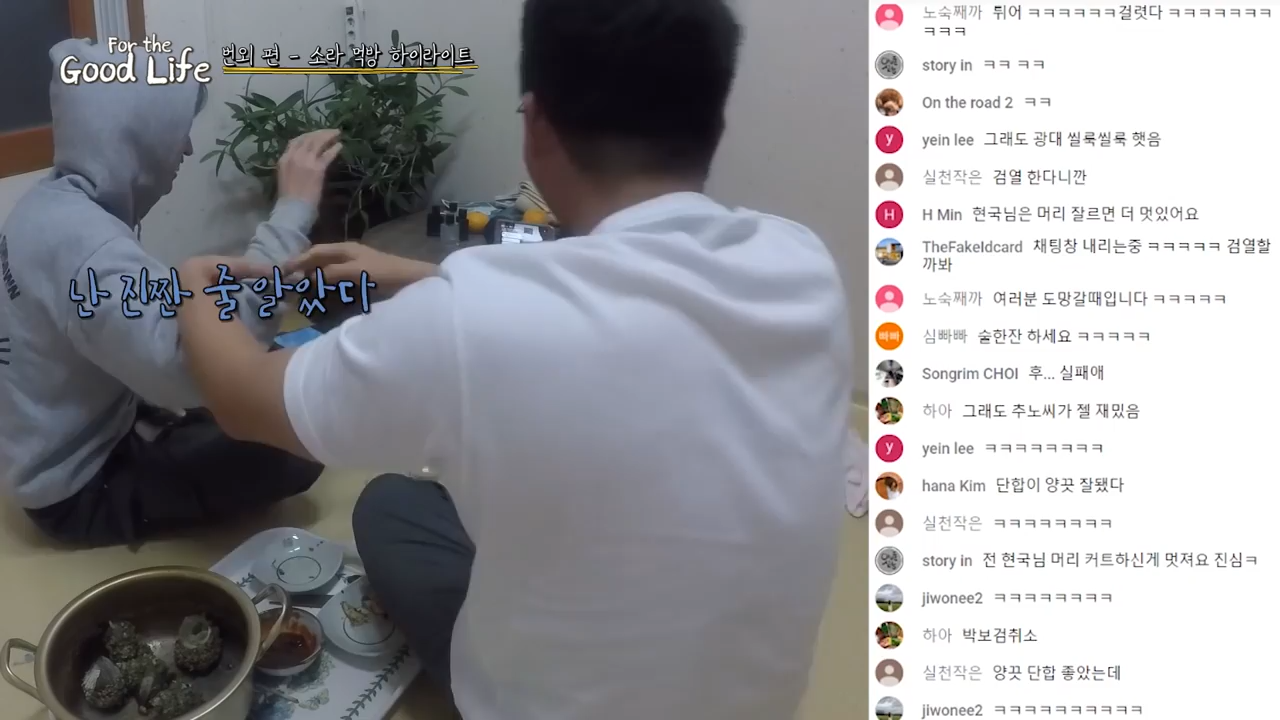 For the
Good Life
번외 편 - 소라 먹방 하이라이트
난 진짠 줄 알았다
노숙째까 튀어 ㅋㅋㅋㅋㅋㅋ걸렷다 ㅋㅋㅋㅋㅋㅋㅋ
ㅋㅋㅋ
story in ㅋㅋ ㅋㅋ
On the road 2 ㅋㅋ
yein lee 그래도 광대 씰룩씰룩 햇음
실천작은 검열 한다니깐
H Min 현국님은 머리 잘르면 더 멋있어요
TheFakeIdcard 채팅창 내리는중 ㅋㅋㅋㅋㅋ 검열할
까봐
노숙째까 여러분 도망갈때입니다 ㅋㅋㅋㅋㅋ
심빠빠 술한잔 하세요 ㅋㅋㅋㅋㅋ
Songrim CHOI 후... 실패애
하아 그래도 추노씨가 젤 재밌음
yein lee ㅋㅋㅋㅋㅋㅋㅋㅋ
hana Kim 단합이 양끗 잘됐다
실천작은 ㅋㅋㅋㅋㅋㅋㅋㅋ
story in 전 현국님 머리 커트하신게 멋져요 진심ㅋ
jiwonee2 ㅋㅋㅋㅋㅋㅋㅋㅋ
하아 박보검취소
실천작은 양끗 단합 좋았는데
jiwonee2 ㅋㅋㅋㅋㅋㅋㅋㅋㅋㅋ